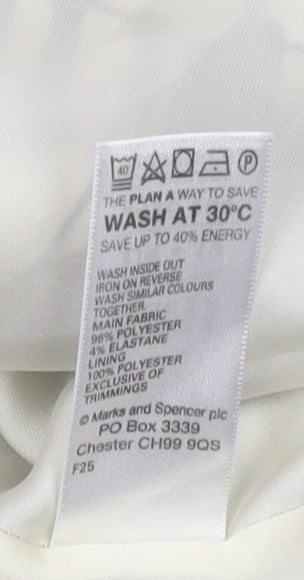 40 P
THE PLAN A WAY TO SAVE
WASH AT 30°C
SAVE UP TO 40% ENERGY
WASH INSIDE OUT
IRON ON REVERSE
WASH SIMILAR COLOURS
TOGETHER
MAIN FABRIC
96% POLYESTER
4% ELASTANE
LINING
100% POLYESTER
EXCLUSIVE OF
TRIMMINGS
© Marks and Spencer plc
PO Box 3339
Chester CH99 9QS
F25